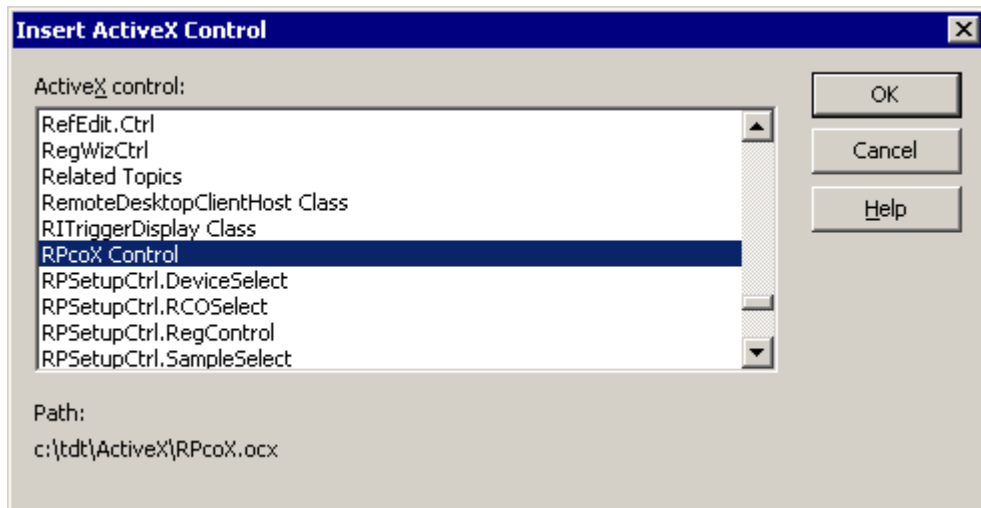 Insert ActiveX Control
ActiveX control:
RefEdit.Ctrl
RegWizCtrl
Related Topics
RemoteDesktopClientHost Class
RITriggerDisplay Class
RPcoX Control
RPSetupCtrl.DeviceSelect
RPSetupCtrl.RCOSelect
RPSetupCtrl.RegControl
RPSetupCtrl.SampleSelect
OK
Cancel
Help
Path:
c:\tdt\ActiveX\RPcoX.ocx